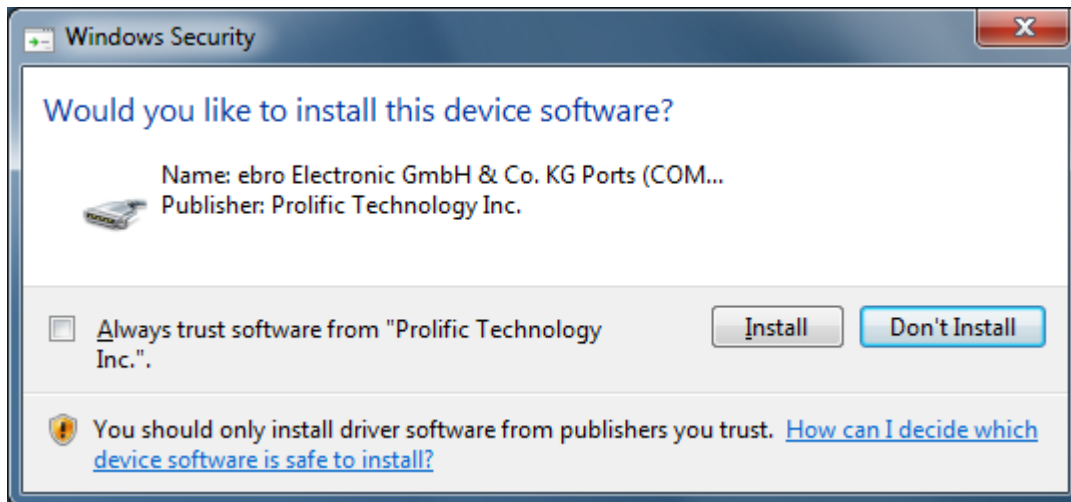 Windows Security
Would you like to install this device software?
Name: ebro Electronic GmbH & Co. KG Ports (COM...
Publisher: Prolific Technology Inc.
Always trust software from "Prolific Technology
Inc.".
Install
Don't Install
You should only install driver software from publishers you trust. How can I decide which
device software is safe to install?